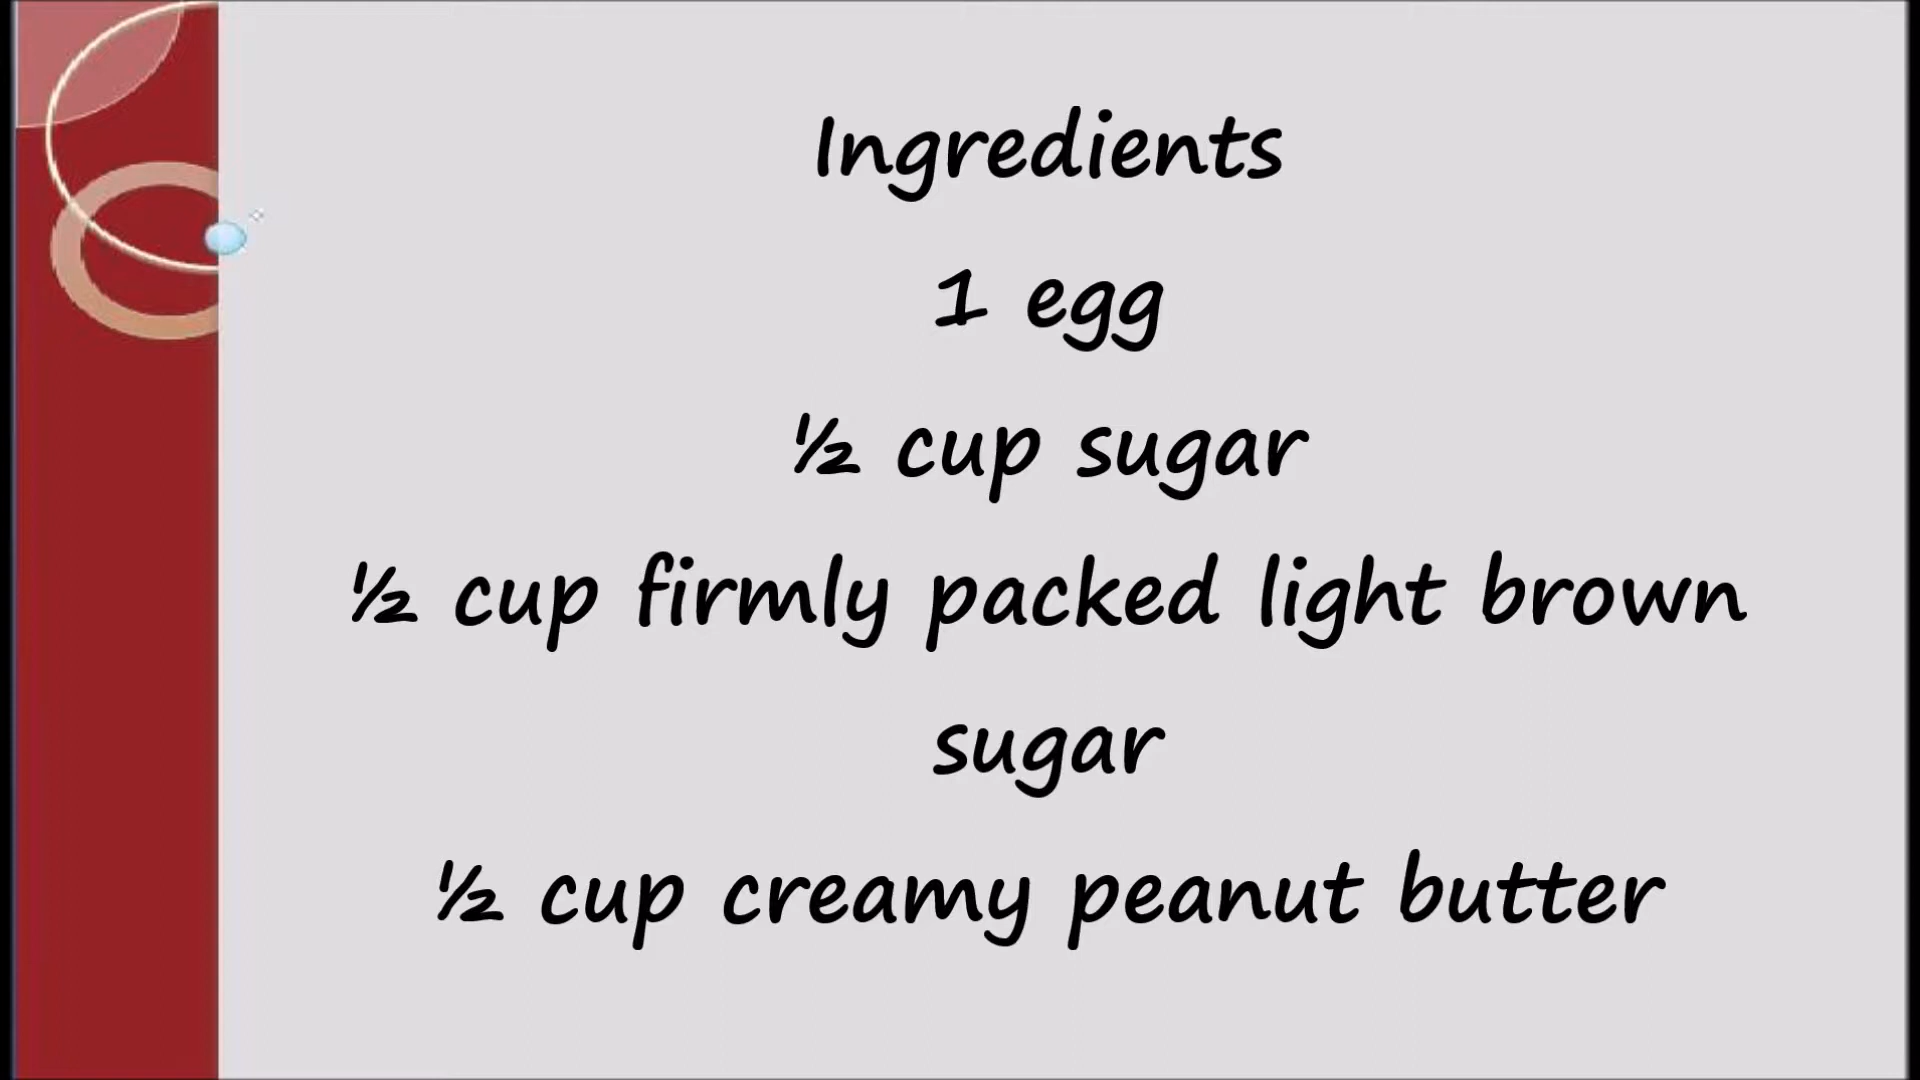 Ingredients
1 egg
½ cup sugar
½ cup firmly packed light brown
sugar
½ cup creamy peanut butter